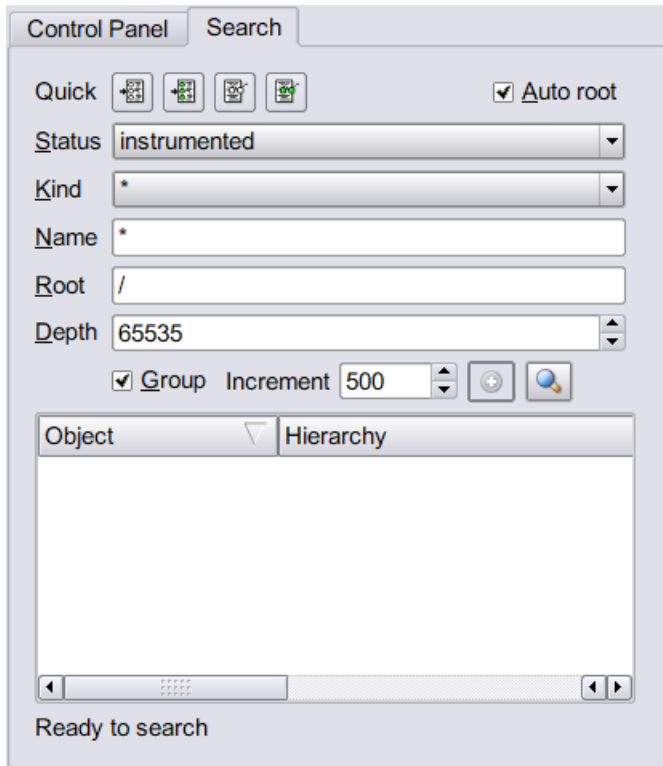 Control Panel Search
Quick Auto root
Status instrumented
Kind *
Name *
Root /
Depth 65535
Group Increment 500
Object Hierarchy
Ready to search